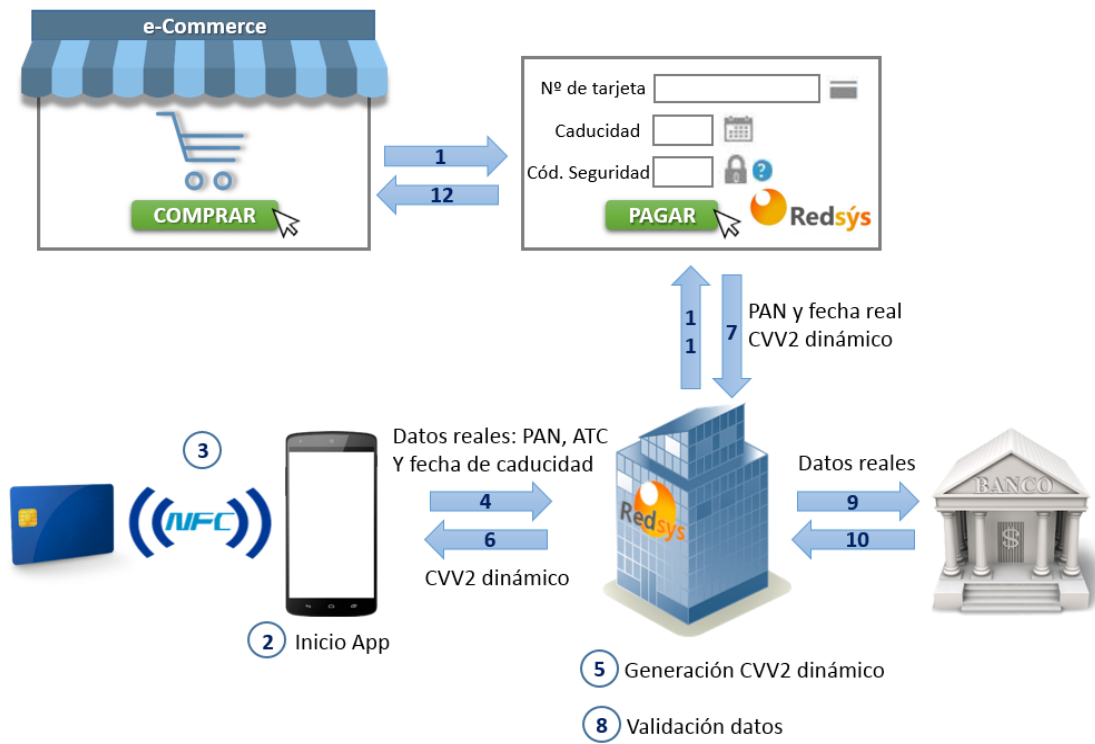 e-Commerce
COMPRAR
1
12
Nº de tarjeta
Caducidad
Cód. Seguridad
?
PAGAR
Redsýs
1
1
7
PAN y fecha real
CVV2 dinámico
3
NFC
Datos reales: PAN, ATC
Y fecha de caducidad
4
6
CVV2 dinámico
Redsys
Datos reales
9
10
BANCO
$
2 Inicio App
5 Generación CVV2 dinámico
8 Validación datos